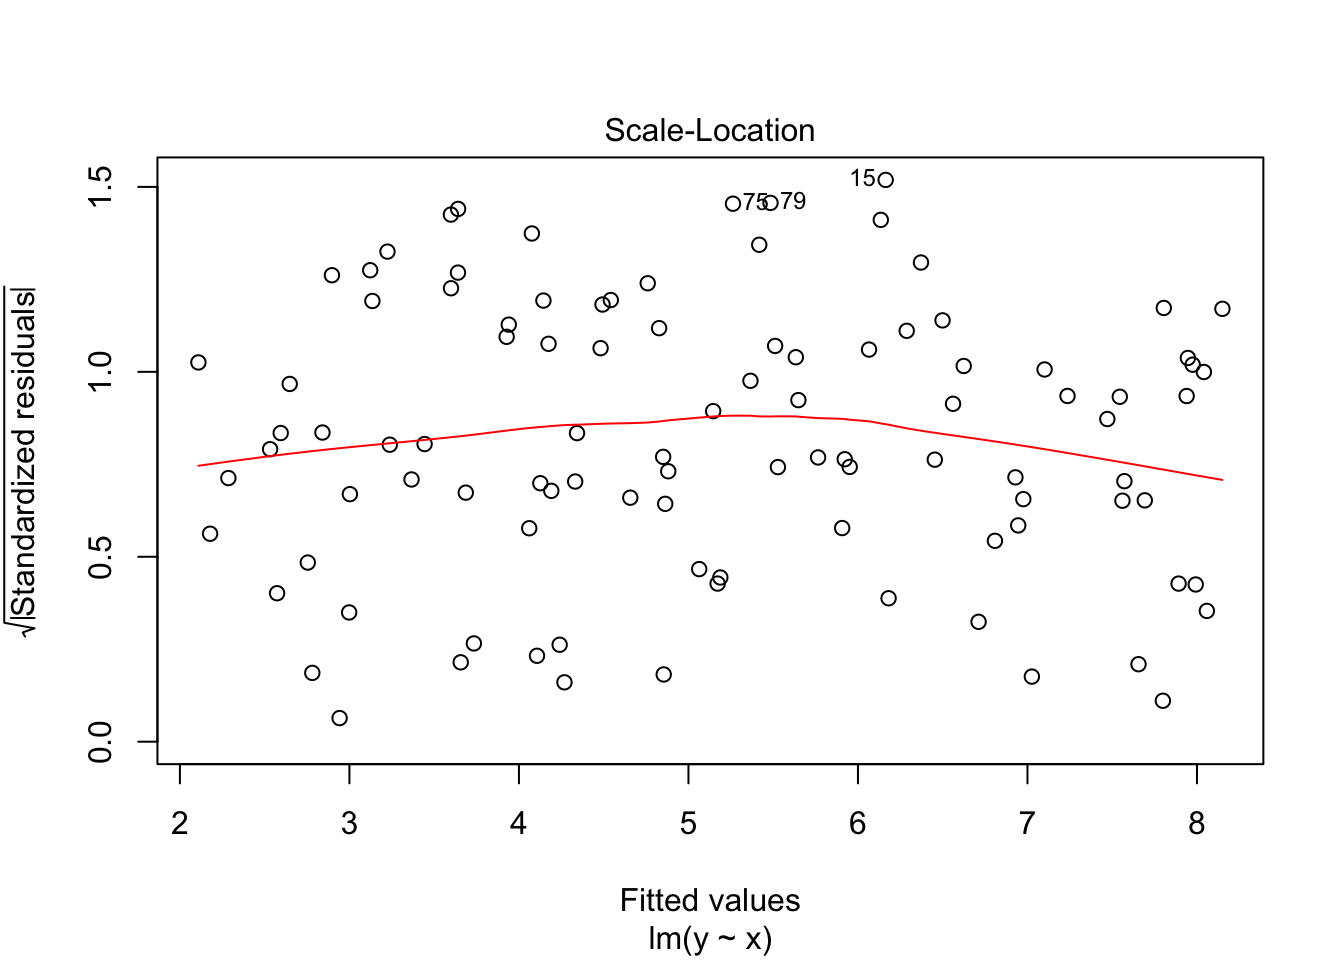 Scale-Location
√|Standardized residuals|
1.5
1.0
0.5
0.0
15
75
79
2 3 4 5 6 7 8
Fitted values
lm(y ~ x)